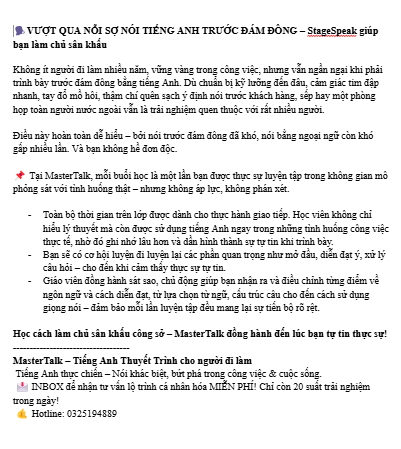 🗣️ VƯỢT QUA NỖI SỢ NÓI TIẾNG ANH TRƯỚC ĐÁM ĐÔNG – StageSpeak giúp
bạn làm chủ sân khấu
Không ít người đi làm nhiều năm, vững vàng trong công việc, nhưng vẫn ngần ngại khi phải
trình bày trước đám đông bằng tiếng Anh. Dù chuẩn bị kỹ lưỡng đến đâu, cảm giác tim đập
nhanh, tay đổ mồ hôi, thậm chí quên sạch ý định nói trước khách hàng, sếp hay một phòng
họp toàn người nước ngoài vẫn là trải nghiệm quen thuộc với rất nhiều người.
Điều này hoàn toàn dễ hiểu – bởi nói trước đám đông đã khó, nói bằng ngoại ngữ còn khó
gấp nhiều lần. Và bạn không hề đơn độc.
📌 Tại MasterTalk, mỗi buổi học là một lần bạn được thực sự luyện tập trong không gian mô
phỏng sát với tình huống thật – nhưng không áp lực, không phán xét.
- Toàn bộ thời gian trên lớp được dành cho thực hành giao tiếp. Học viên không chỉ
hiểu lý thuyết mà còn được sử dụng tiếng Anh ngay trong những tình huống công việc
thực tế, nhờ đó ghi nhớ lâu hơn và dần hình thành sự tự tin khi trình bày.
- Bạn sẽ có cơ hội luyện đi luyện lại các phần quan trọng như mở đầu, diễn đạt ý, xử lý
câu hỏi – cho đến khi cảm thấy thực sự tự tin.
- Giáo viên đồng hành sát sao, chủ động giúp bạn nhận ra và điều chỉnh từng điểm về
ngôn ngữ và cách diễn đạt, từ lựa chọn từ ngữ, cấu trúc câu cho đến cách sử dụng
giọng nói – đảm bảo mỗi lần luyện tập đều mang lại sự tiến bộ rõ rệt.
Học cách làm chủ sân khấu công sở – MasterTalk đồng hành đến lúc bạn tự tin thực sự!
-----------------------------------
MasterTalk – Tiếng Anh Thuyết Trình cho người đi làm
Tiếng Anh thực chiến – Nói khác biệt, bứt phá trong công việc & cuộc sống.
📩 INBOX để nhận tư vấn lộ trình cá nhân hóa MIỄN PHÍ! Chỉ còn 20 suất trải nghiệm
trong ngày!
👍 Hotline: 0325194889